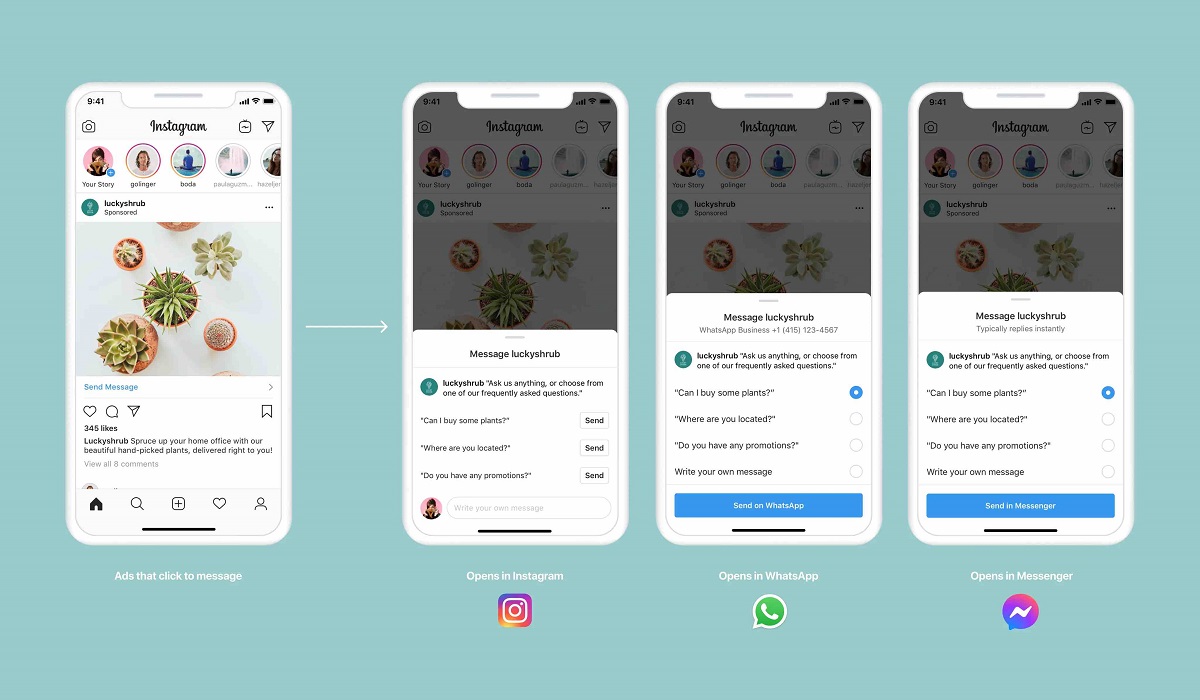 9:41
Instagram
Your Story
golinger
boda
paulaguzm...
hazeljer
luckyshrub
Sponsored
Send Message
345 likes
Luckyshrub Spruce up your home office with our
beautiful hand-picked plants, delivered right to you!
View all 8 comments
Ads that click to message
9:41
Instagram
Your Story
golinger
boda
paulaguzm...
hazeljer
luckyshrub
Sponsored
Message luckyshrub
luckyshrub "Ask us anything, or choose from
one of our frequently asked questions."
"Can I buy some plants?"
Send
"Where are you located?"
Send
"Do you have any promotions?"
Send
Write your own message
Opens in Instagram
9:41
Instagram
Your Story
golinger
boda
paulaguzm...
hazeljer
luckyshrub
Sponsored
Message luckyshrub
WhatsApp Business +1 (415) 123-4567
luckyshrub "Ask us anything, or choose from
one of our frequently asked questions."
"Can I buy some plants?"
"Where are you located?"
"Do you have any promotions?"
Write your own message
Send on WhatsApp
Opens in WhatsApp
9:41
Instagram
Your Story
golinger
boda
paulaguzm...
hazeljer
luckyshrub
Sponsored
Message luckyshrub
Typically replies instantly
luckyshrub "Ask us anything, or choose from
one of our frequently asked questions."
"Can I buy some plants?"
"Where are you located?"
"Do you have any promotions?"
Write your own message
Send in Messenger
Opens in Messenger